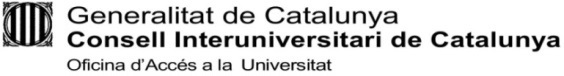 Generalitat de Catalunya
Consell Interuniversitari de Catalunya
Oficina d'Accés a la Universitat